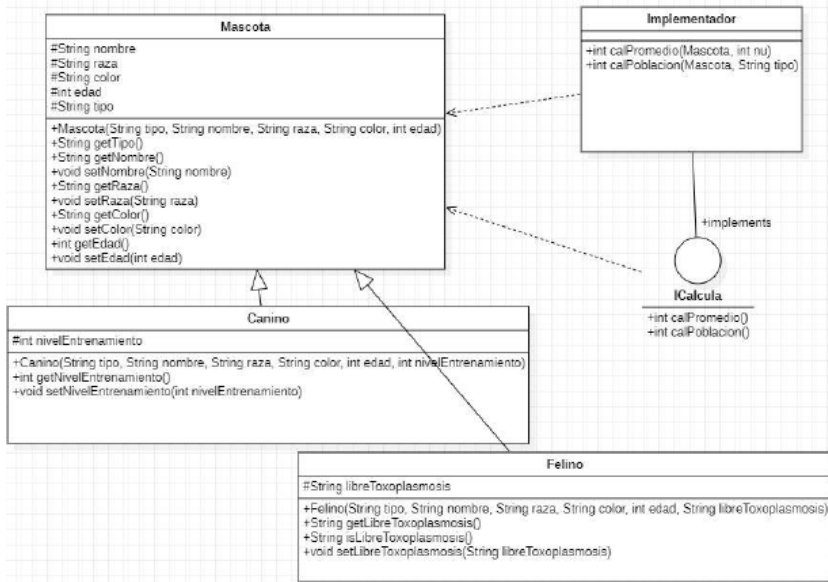 Mascota
#String nombre
#String raza
#String color
#int edad
#String tipo
+Mascota(String tipo, String nombre, String raza, String color, int edad)
+String getTipo()
+String getNombre()
+void setNombre(String nombre)
+String getRaza()
+void setRaza(String raza)
+String getColor()
+void setColor(String color)
+int getEdad()
+void setEdad(int edad)
Implementador
+int calPromedio(Mascota, int nu)
+int calPoblacion(Mascota, String tipo)
+implements
ICalcula
+int calPromedio()
+int calPoblacion()
Canino
#int nivelEntrenamiento
+Canino(String tipo, String nombre, String raza, String color, int edad, int nivelEntrenamiento)
+int getNivelEntrenamiento()
+void setNivelEntrenamiento(int nivelEntrenamiento)
Felino
#String libreToxoplasmosis
+Felino(String tipo, String nombre, String raza, String color, int edad, String libreToxoplasmosis)
+String getLibreToxoplasmosis()
+String isLibreToxoplasmosis()
+void setLibreToxoplasmosis(String libreToxoplasmosis)